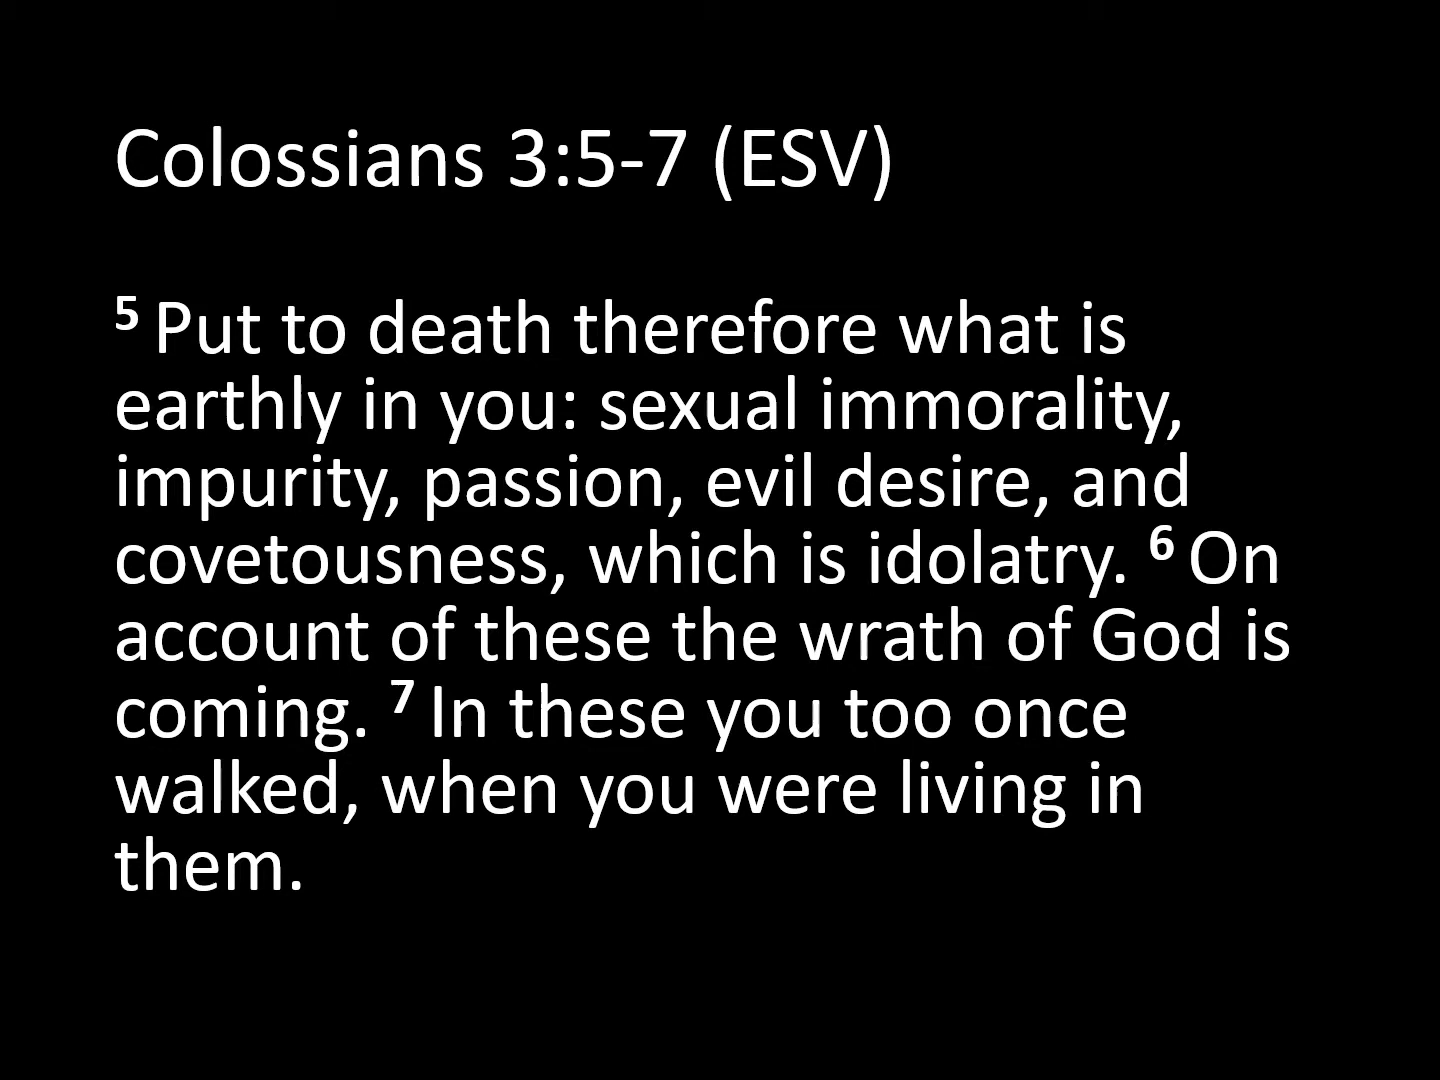 Colossians 3:5-7 (ESV)
5 Put to death therefore what is
earthly in you: sexual immorality,
impurity, passion, evil desire, and
covetousness, which is idolatry. 6 On
account of these the wrath of God is
coming. 7 In these you too once
walked, when you were living in
them.